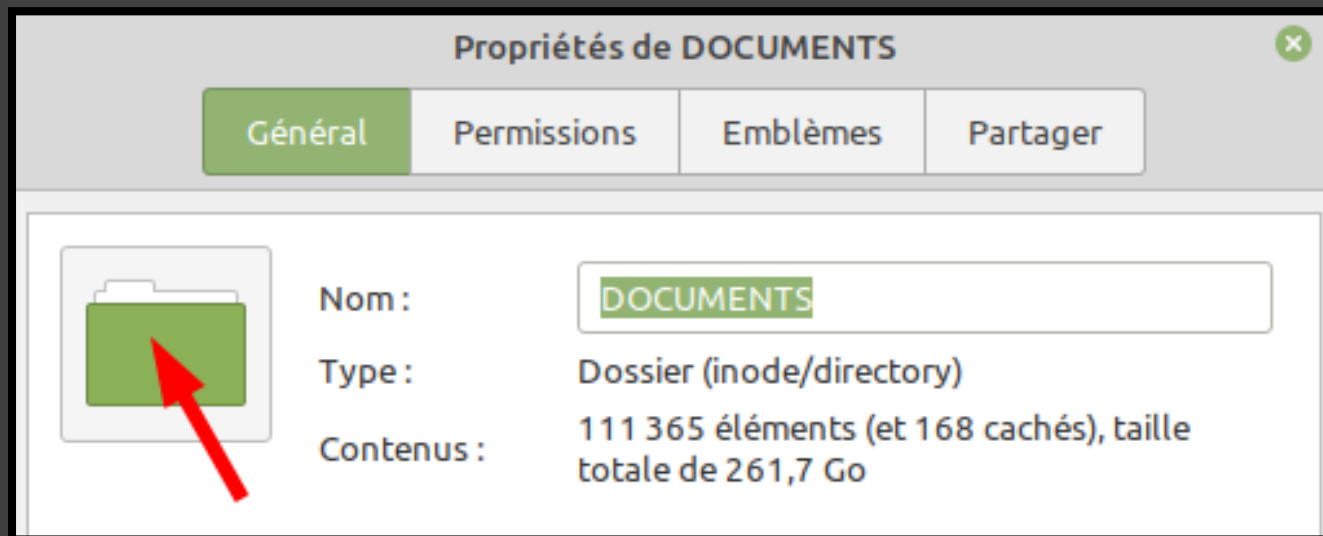 Propriétés de DOCUMENTS
Général Permissions Emblèmes Partager
Nom : DOCUMENTS
Type : Dossier (inode/directory)
Contenus : 111 365 éléments (et 168 cachés), taille
totale de 261,7 Go